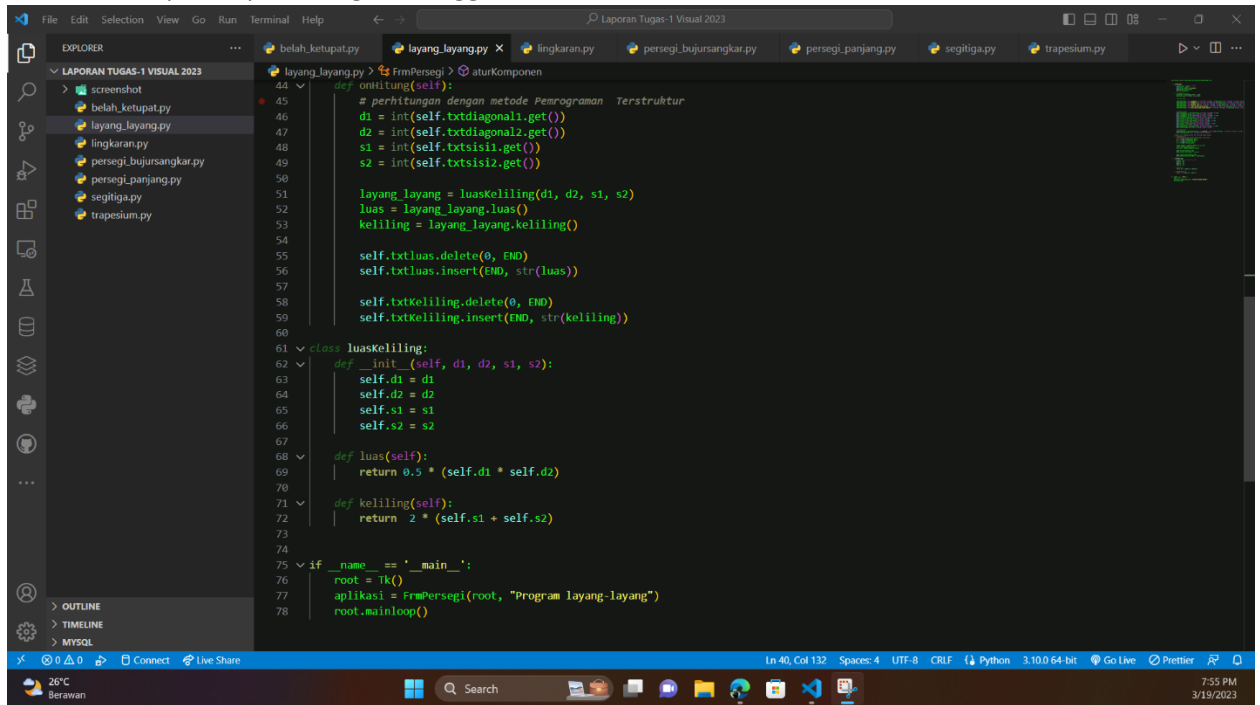 File Edit Selection View Go Run Terminal Help
Laporan Tugas-1 Visual 2023
EXPLORER
LAPORAN TUGAS-1 VISUAL 2023
screenshot
belah_ketupat.py
layang_layang.py
lingkaran.py
persegi_bujursangkar.py
persegi_panjang.py
segitiga.py
trapesium.py
OUTLINE
TIMELINE
MYSQL
belah_ketupat.py layang_layang.py lingkaran.py persegi_bujursangkar.py persegi_panjang.py segitiga.py trapesium.py
layang_layang.py > FrmPersegi > aturKomponen
44 def onHitung(self):
45 # perhitungan dengan metode Pemrograman Terstruktur
46 d1 = int(self.txtdiagonal1.get())
47 d2 = int(self.txtdiagonal2.get())
48 s1 = int(self.txtsisi1.get())
49 s2 = int(self.txtsisi2.get())
50
51 layang_layang = luasKeliling(d1, d2, s1, s2)
52 luas = layang_layang.luas()
53 keliling = layang_layang.keliling()
54
55 self.txtluas.delete(0, END)
56 self.txtluas.insert(END, str(luas))
57
58 self.txtKeliling.delete(0, END)
59 self.txtKeliling.insert(END, str(keliling))
60
61 class luasKeliling:
62 def __init__(self, d1, d2, s1, s2):
63 self.d1 = d1
64 self.d2 = d2
65 self.s1 = s1
66 self.s2 = s2
67
68 def luas(self):
69 return 0.5 * (self.d1 * self.d2)
70
71 def keliling(self):
72 return 2 * (self.s1 + self.s2)
73
74
75 if __name__ == '__main__':
76 root = Tk()
77 aplikasi = FrmPersegi(root, "Program layang-layang")
78 root.mainloop()
0 0 Connect Live Share Ln 40, Col 132 Spaces: 4 UTF-8 CRLF Python 3.10.0 64-bit Go Live Prettier
26°C
Berawan
Search
7:55 PM
3/19/2023